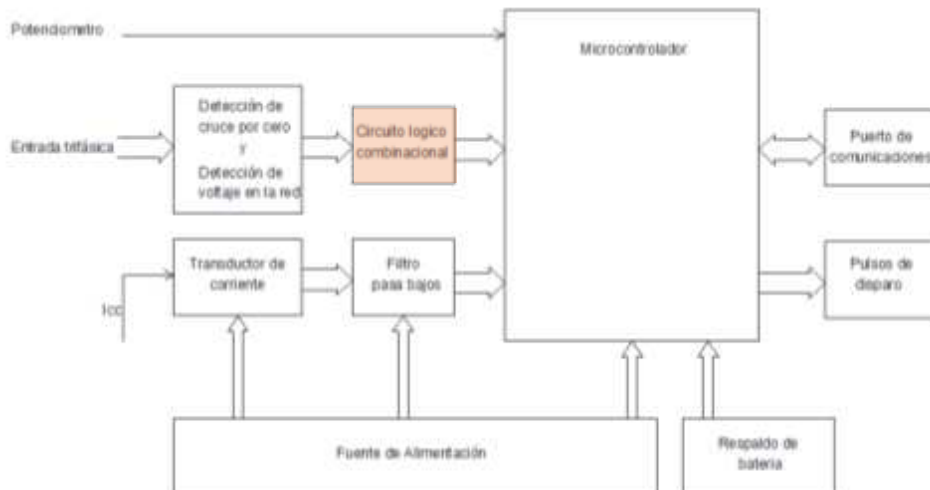 Potenciometro
Microcontrolador
Detección de
cruce por cero
y
Detección de
voltaje en la red
Circuito logico
combinacional
Entrada trifásica
Puerto de
comunicaciones
Transductor de
corriente
Filtro
pasa bajos
Pulsos de
disparo
Icc
Fuente de Alimentación
Respaldo de
bateria